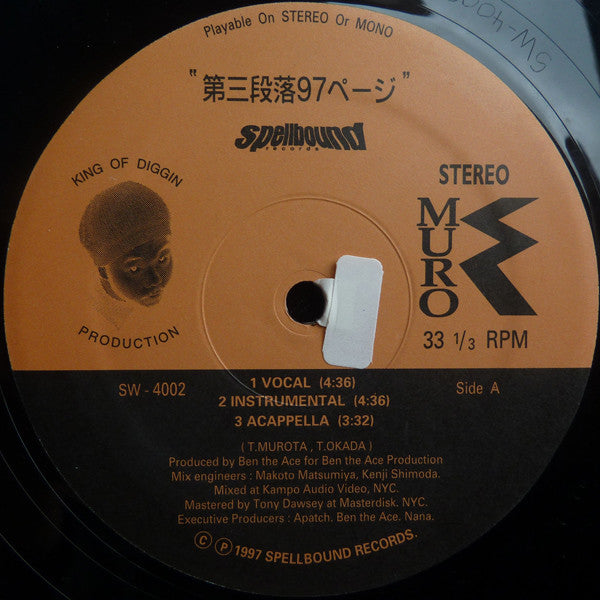 Playable On STEREO Or MONO
"第三段落97ページ"
spellbound
records
KING OF DIGGIN
PRODUCTION
STEREO
MURO
33 1/3 RPM
SW - 4002
1 VOCAL (4:36)
2 INSTRUMENTAL (4:36)
3 ACAPPELLA (3:32)
Side A
( T.MUROTA , T.OKADA )
Produced by Ben the Ace for Ben the Ace Production
Mix engineers : Makoto Matsumiya, Kenji Shimoda.
Mixed at Kampo Audio Video, NYC.
Mastered by Tony Dawsey at Masterdisk. NYC.
Executive Producers : Apatch. Ben the Ace. Nana.
©℗1997 SPELLBOUND RECORDS.